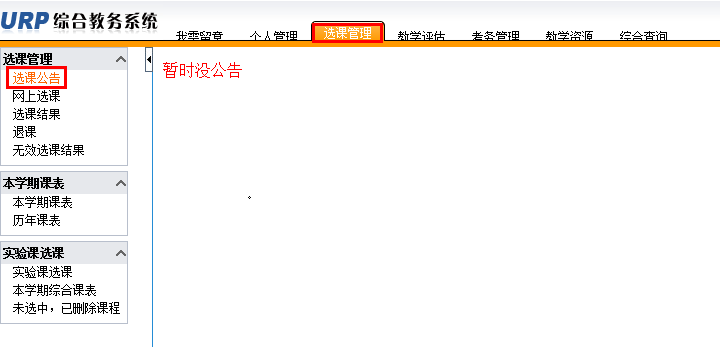 URP 综合教务系统
我要留意 个人管理 选课管理 教学评估 考务管理 教学资源 综合查询
选课管理
选课公告
网上选课
选课结果
退课
无效选课结果
本学期课表
本学期课表
历年课表
实验课选课
实验课选课
本学期综合课表
未选中，已删除课程
暂时没公告